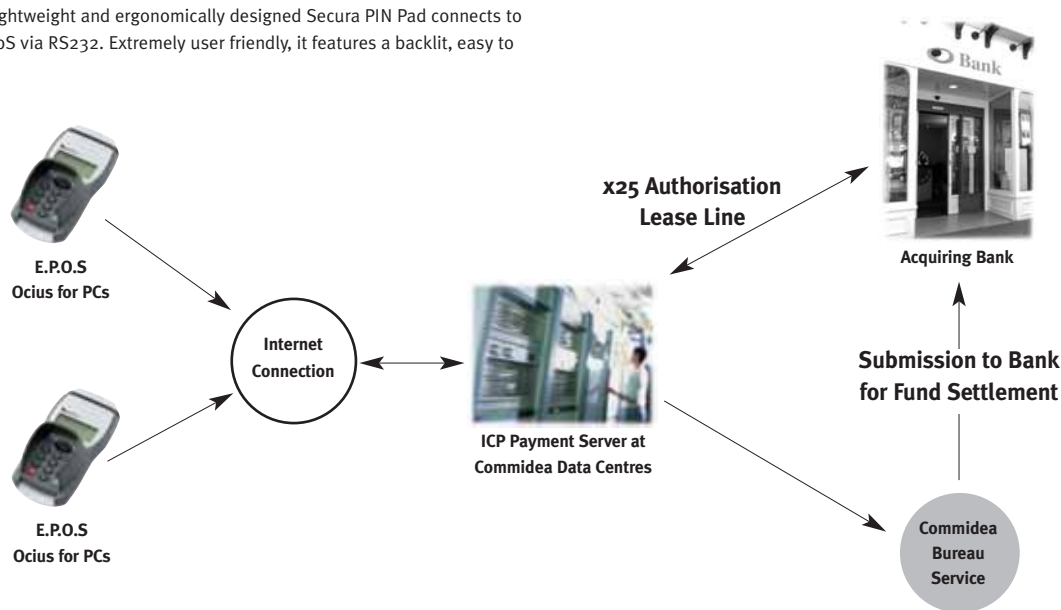 ghtweight and ergonomically designed Secura PIN Pad connects to
oS via RS232. Extremely user friendly, it features a backlit, easy to
Bank
x25 Authorisation
Lease Line
Acquiring Bank
E.P.O.S
Ocius for PCs
Internet
Connection
Submission to Bank
for Fund Settlement
ICP Payment Server at
Commidea Data Centres
E.P.O.S
Ocius for PCs
Commidea
Bureau
Service